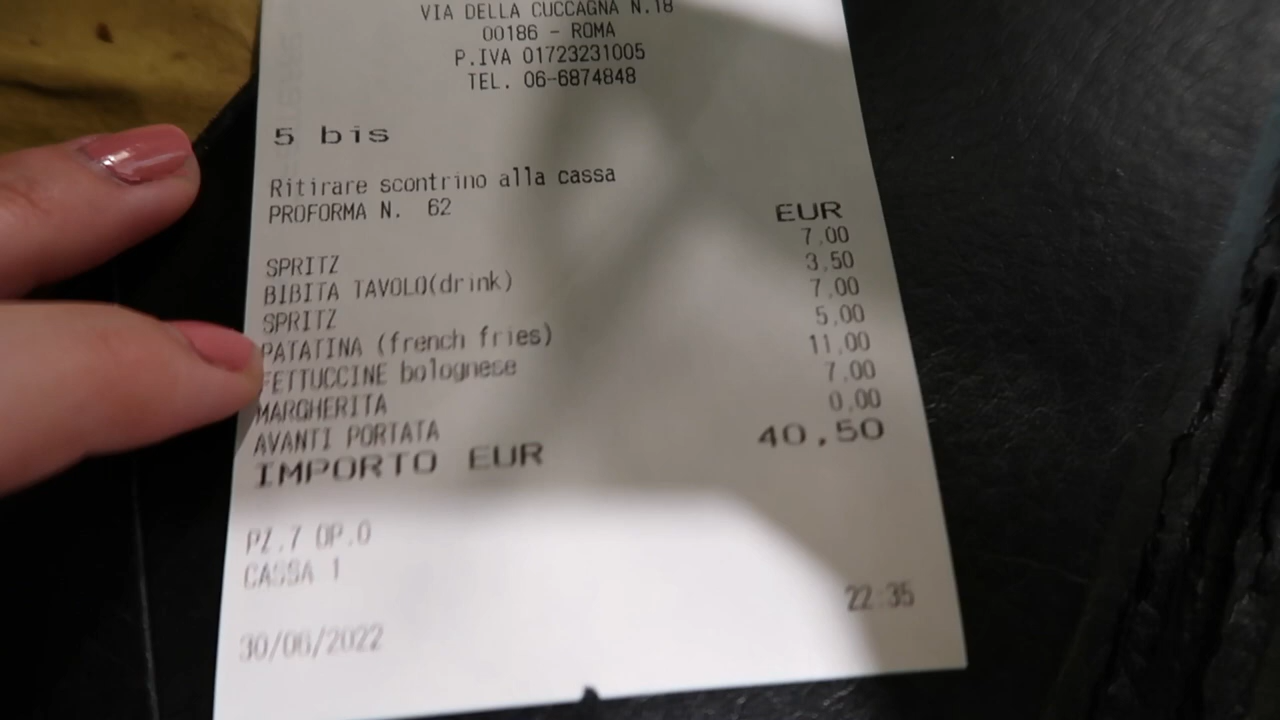 VIA DELLA CUCCAGNA N.18
00186 - ROMA
P.IVA 01723231005
TEL. 06-6874848
5 bis
Ritirare scontrino alla cassa
PROFORMA N. 62
EUR
SPRITZ 7,00
BIBITA TAVOLO(drink) 3,50
SPRITZ 7,00
PATATINA (french fries) 5,00
FETTUCCINE bolognese 11,00
MARGHERITA 7,00
AVANTI PORTATA 0,00
IMPORTO EUR 40,50
PZ.7 OP.0
CASSA 1
30/06/2022 22:35